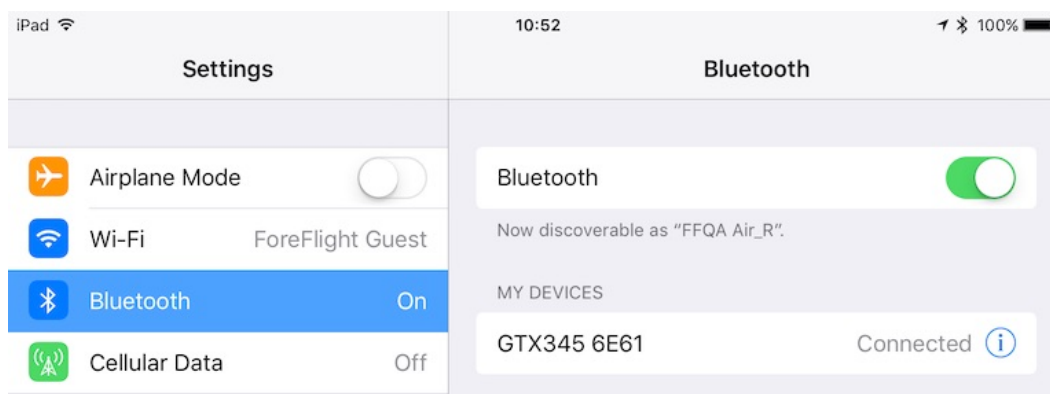 iPad 10:52 100%
Settings
Bluetooth
Airplane Mode
Wi-Fi ForeFlight Guest
Bluetooth On
Cellular Data Off
Bluetooth
Now discoverable as “FFQA Air_R”.
MY DEVICES
GTX345 6E61 Connected